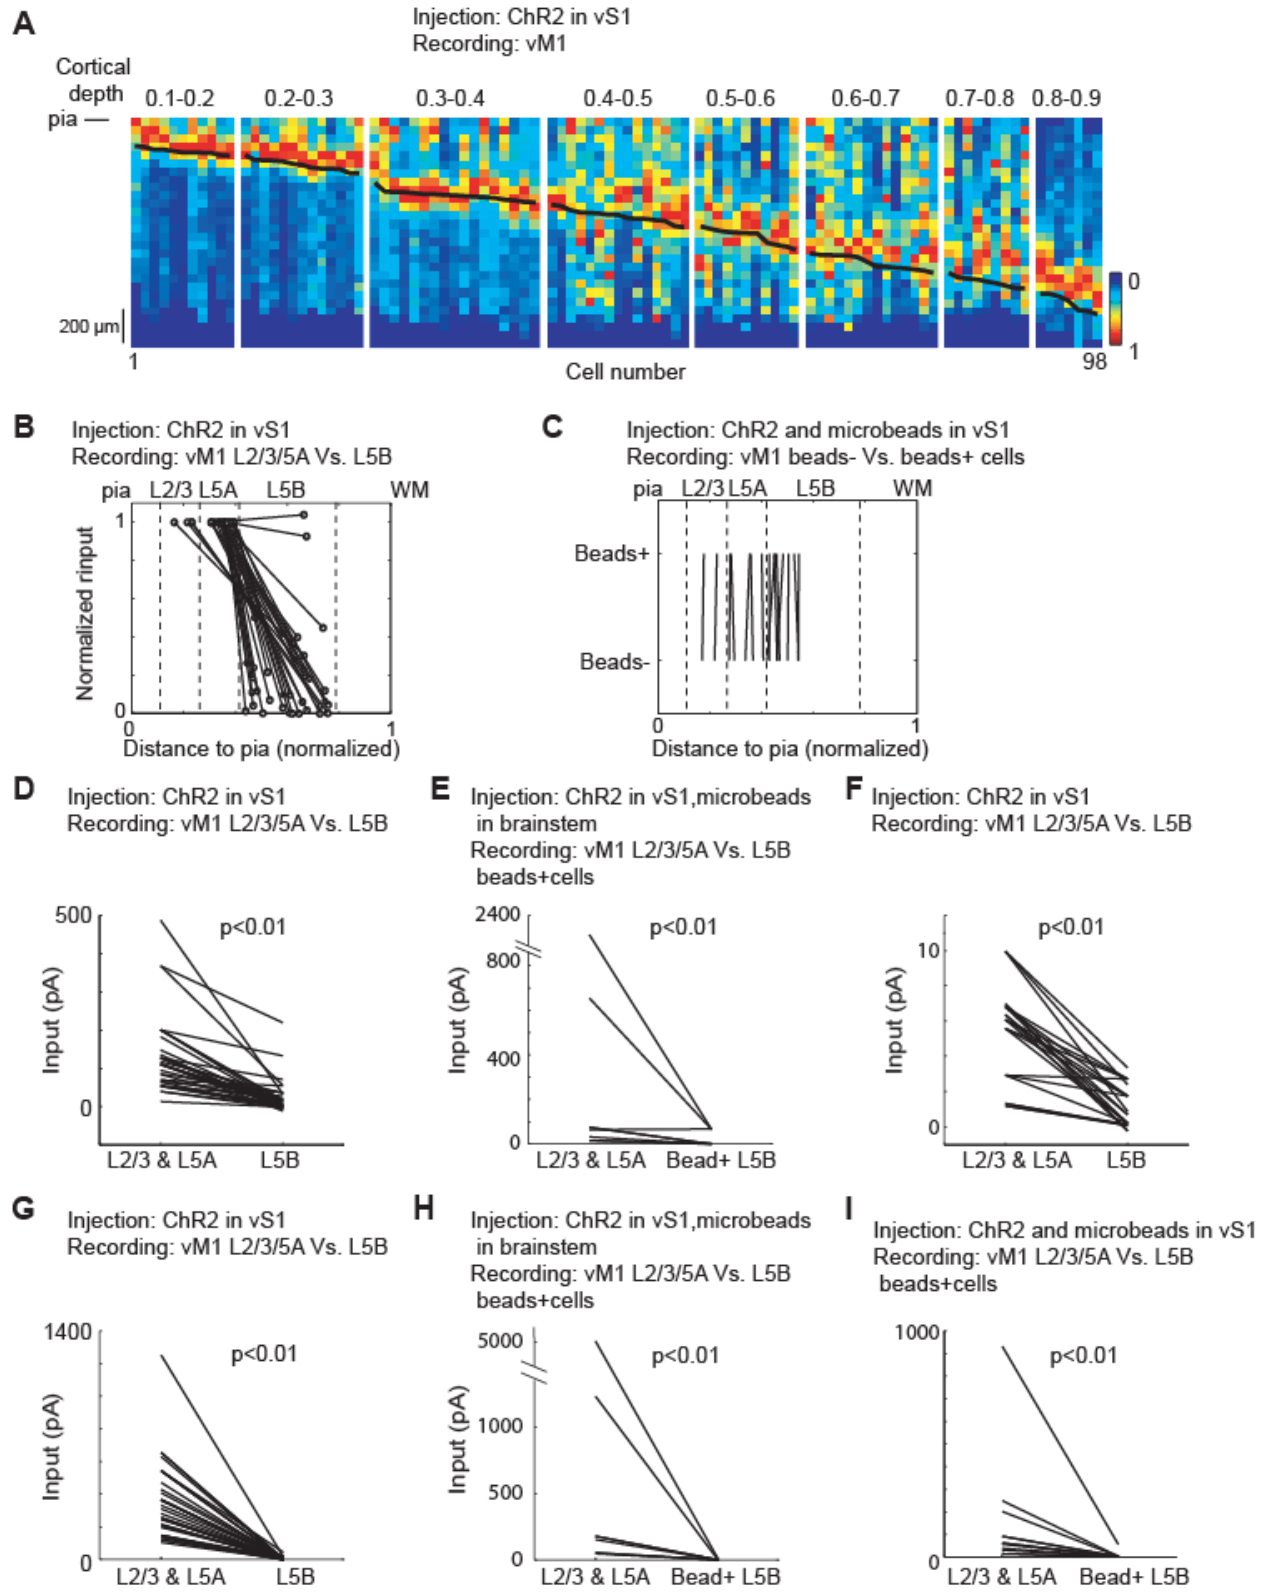 A
Injection: ChR2 in vS1
Recording: vM1
Cortical
depth
0.1-0.2 0.2-0.3 0.3-0.4 0.4-0.5 0.5-0.6 0.6-0.7 0.7-0.8 0.8-0.9
pia
200 µm
0
1
1
98
Cell number
B
Injection: ChR2 in vS1
Recording: vM1 L2/3/5A Vs. L5B
pia L2/3 L5A L5B WM
Normalized rinput
1
0
0
1
Distance to pia (normalized)
C
Injection: ChR2 and microbeads in vS1
Recording: vM1 beads- Vs. beads+ cells
pia L2/3 L5A L5B WM
Beads+
Beads-
0
1
Distance to pia (normalized)
D
Injection: ChR2 in vS1
Recording: vM1 L2/3/5A Vs. L5B
p<0.01
Input (pA)
500
0
L2/3 & L5A L5B
E
Injection: ChR2 in vS1,microbeads
in brainstem
Recording: vM1 L2/3/5A Vs. L5B
beads+cells
p<0.01
Input (pA)
2400
800
400
0
L2/3 & L5A Bead+ L5B
F
Injection: ChR2 in vS1
Recording: vM1 L2/3/5A Vs. L5B
p<0.01
Input (pA)
10
0
L2/3 & L5A L5B
G
Injection: ChR2 in vS1
Recording: vM1 L2/3/5A Vs. L5B
p<0.01
Input (pA)
1400
0
L2/3 & L5A L5B
H
Injection: ChR2 in vS1,microbeads
in brainstem
Recording: vM1 L2/3/5A Vs. L5B
beads+cells
p<0.01
Input (pA)
5000
1000
500
0
L2/3 & L5A Bead+ L5B
I
Injection: ChR2 and microbeads in vS1
Recording: vM1 L2/3/5A Vs. L5B
beads+cells
p<0.01
Input (pA)
1000
0
L2/3 & L5A Bead+ L5B